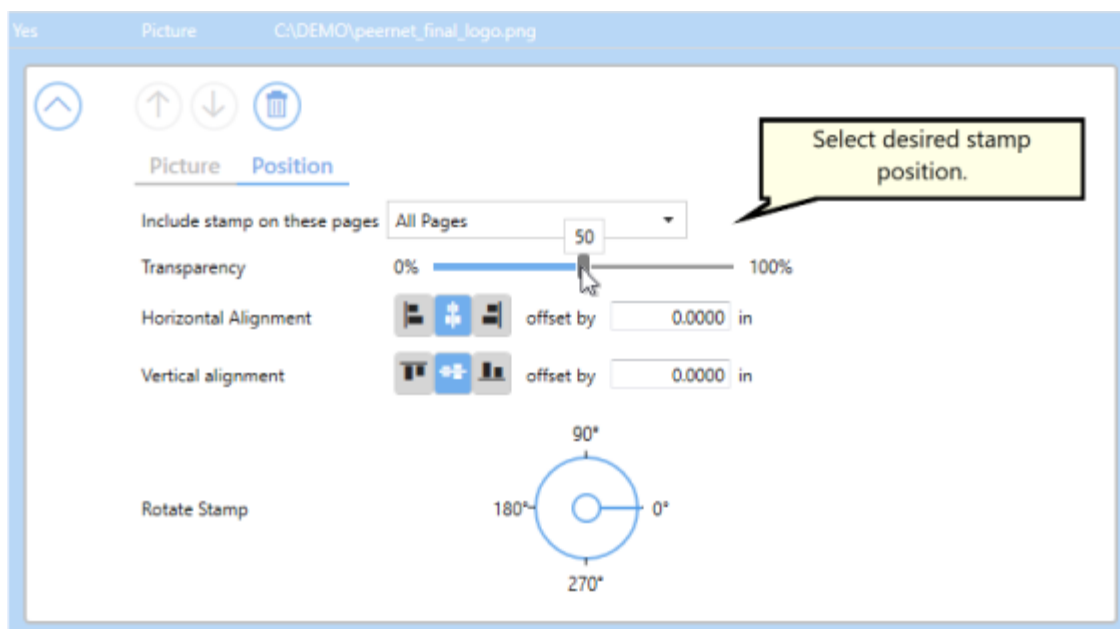 Yes Picture C:\DEMO\peernet_final_logo.png
Select desired stamp
position.
Picture Position
Include stamp on these pages All Pages
50
Transparency 0% 100%
Horizontal Alignment offset by 0.0000 in
Vertical alignment offset by 0.0000 in
90°
Rotate Stamp 180° 0°
270°